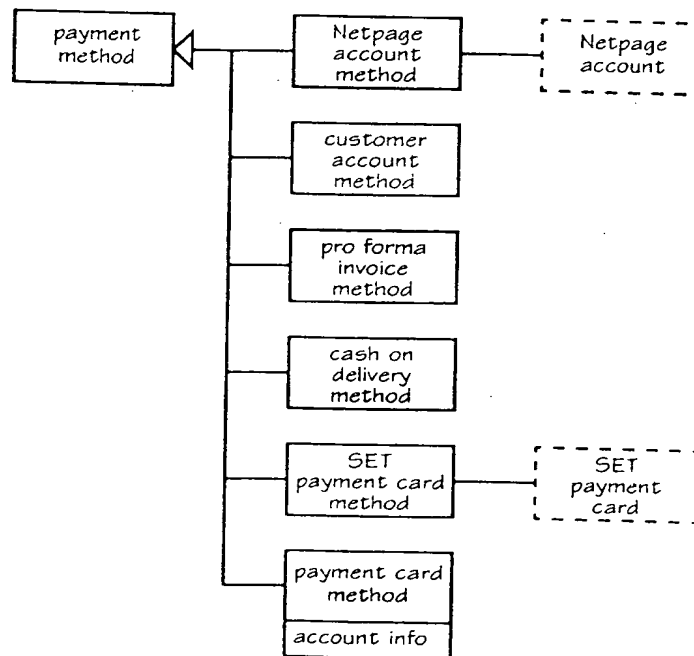 payment
method
Netpage
account
method
Netpage
account
customer
account
method
pro forma
invoice
method
cash on
delivery
method
SET
payment card
method
SET
payment
card
payment card
method
account info